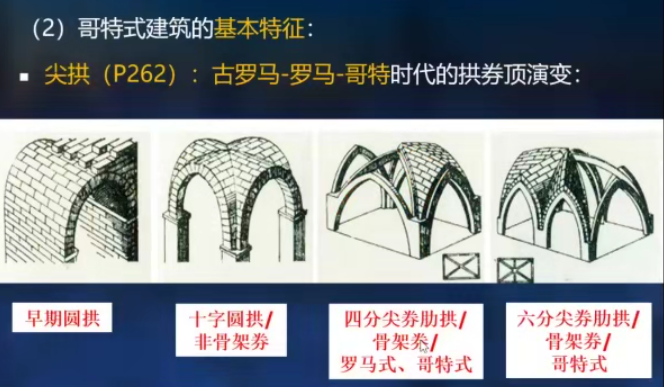 （2）哥特式建筑的基本特征：
▪ 尖拱（P262）：古罗马-罗马-哥特时代的拱券顶演变：
早期圆拱
十字圆拱/
非骨架券
四分尖券肋拱/
骨架券/
罗马式、哥特式
六分尖券肋拱/
骨架券/
哥特式